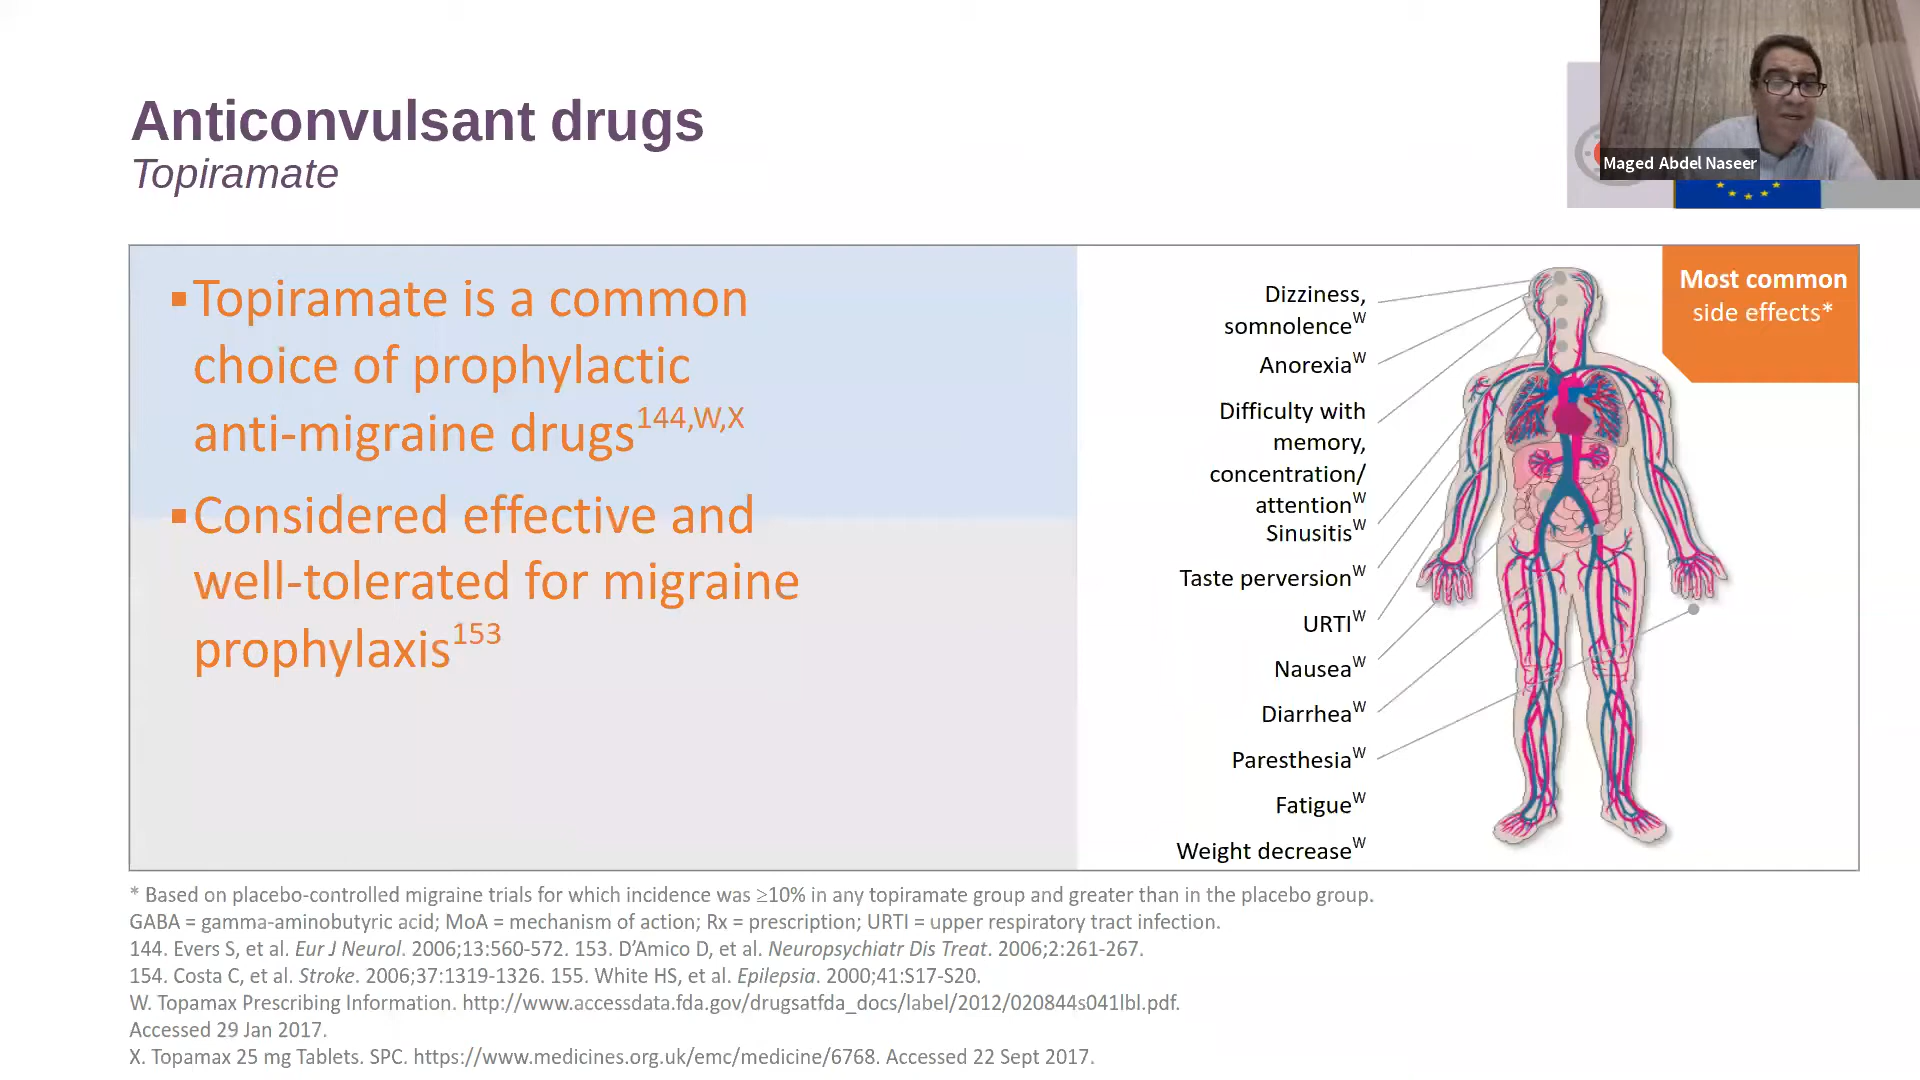 Anticonvulsant drugs
Topiramate
Maged Abdel Naseer
▪Topiramate is a common
choice of prophylactic
anti-migraine drugs144,W,X
▪Considered effective and
well-tolerated for migraine
prophylaxis153
Most common
side effects*
Dizziness,
somnolenceW
AnorexiaW
Difficulty with
memory,
concentration/
attentionW
SinusitisW
Taste perversionW
URTIW
NauseaW
DiarrheaW
ParesthesiaW
FatigueW
Weight decreaseW
* Based on placebo-controlled migraine trials for which incidence was ≥10% in any topiramate group and greater than in the placebo group.
GABA = gamma-aminobutyric acid; MoA = mechanism of action; Rx = prescription; URTI = upper respiratory tract infection.
144. Evers S, et al. Eur J Neurol. 2006;13:560-572. 153. D’Amico D, et al. Neuropsychiatr Dis Treat. 2006;2:261-267.
154. Costa C, et al. Stroke. 2006;37:1319-1326. 155. White HS, et al. Epilepsia. 2000;41:S17-S20.
W. Topamax Prescribing Information. http://www.accessdata.fda.gov/drugsatfda_docs/label/2012/020844s041lbl.pdf.
Accessed 29 Jan 2017.
X. Topamax 25 mg Tablets. SPC. https://www.medicines.org.uk/emc/medicine/6768. Accessed 22 Sept 2017.